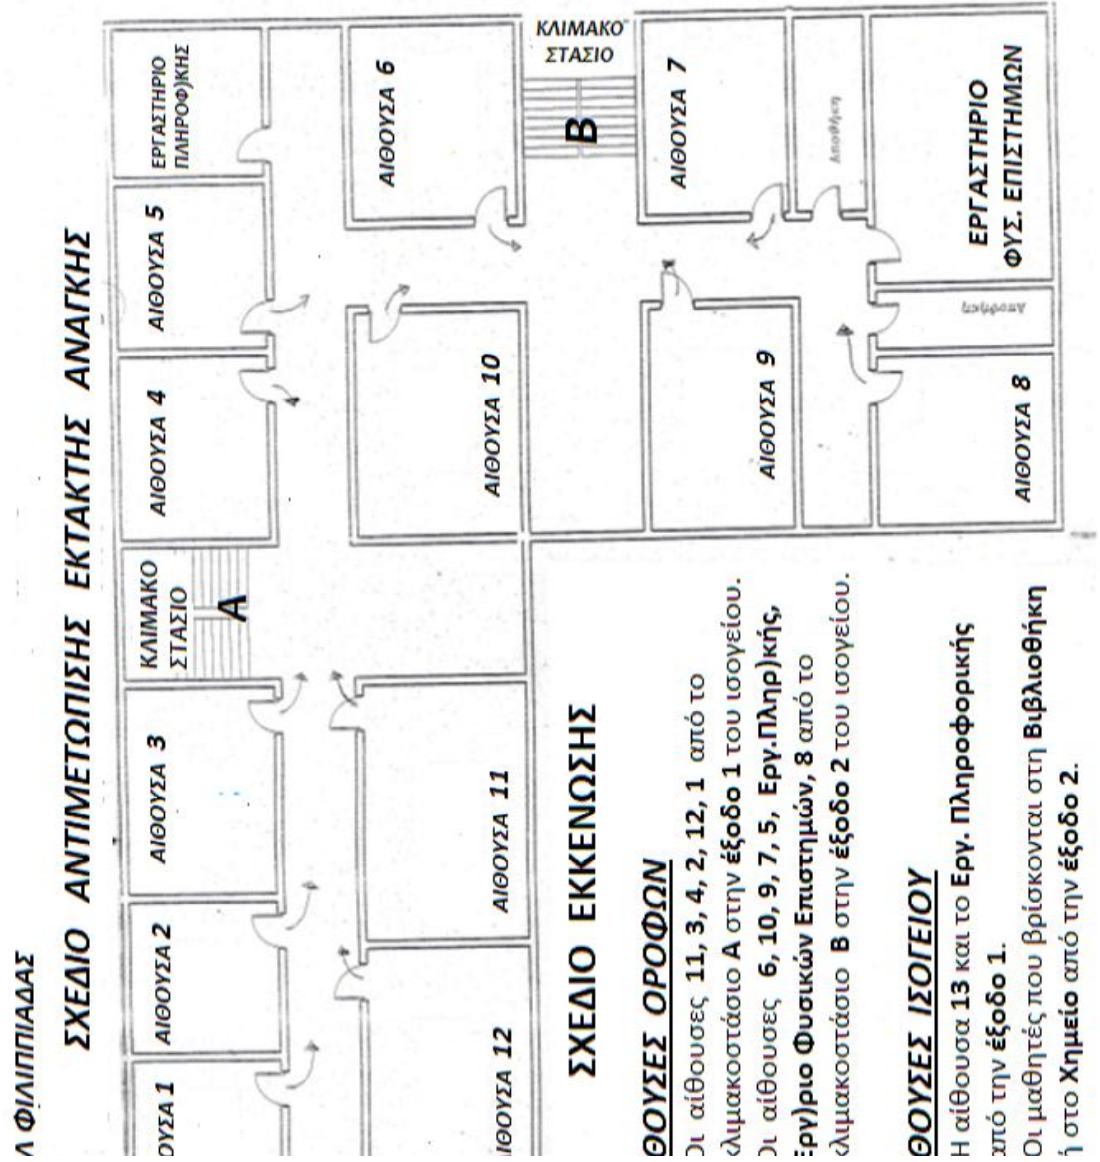 Λ ΦΙΛΙΠΠΙΑΔΑΣ
ΣΧΕΔΙΟ ΑΝΤΙΜΕΤΩΠΙΣΗΣ ΕΚΤΑΚΤΗΣ ΑΝΑΓΚΗΣ
ΟΥΣΑ 1
ΑΙΘΟΥΣΑ 2
ΑΙΘΟΥΣΑ 3
ΚΛΙΜΑΚΟ
ΣΤΑΣΙΟ
Α
ΑΙΘΟΥΣΑ 4
ΑΙΘΟΥΣΑ 5
ΕΡΓΑΣΤΗΡΙΟ
ΠΛΗΡΟΦ)ΚΗΣ
ΙΘΟΥΣΑ 12
ΑΙΘΟΥΣΑ 11
ΑΙΘΟΥΣΑ 10
ΑΙΘΟΥΣΑ 6
ΚΛΙΜΑΚΟ
ΣΤΑΣΙΟ
Β
ΑΙΘΟΥΣΑ 9
ΑΙΘΟΥΣΑ 7
Αποθήκη
ΑΙΘΟΥΣΑ 8
Αποθήκη
ΕΡΓΑΣΤΗΡΙΟ
ΦΥΣ. ΕΠΙΣΤΗΜΩΝ
ΣΧΕΔΙΟ ΕΚΚΕΝΩΣΗΣ
ΘΟΥΣΕΣ ΟΡΟΦΩΝ
Οι αίθουσες 11, 3, 4, 2, 12, 1 από το
κλιμακοστάσιο Α στην έξοδο 1 του ισογείου.
Οι αίθουσες 6, 10, 9, 7, 5, Εργ.Πληρ)κής,
Εργ)ριο Φυσικών Επιστημών, 8 από το
κλιμακοστάσιο Β στην έξοδο 2 του ισογείου.
ΘΟΥΣΕΣ ΙΣΟΓΕΙΟΥ
Η αίθουσα 13 και το Εργ. Πληροφορικής
από την έξοδο 1.
Οι μαθητές που βρίσκονται στη Βιβλιοθήκη
ή στο Χημείο από την έξοδο 2.